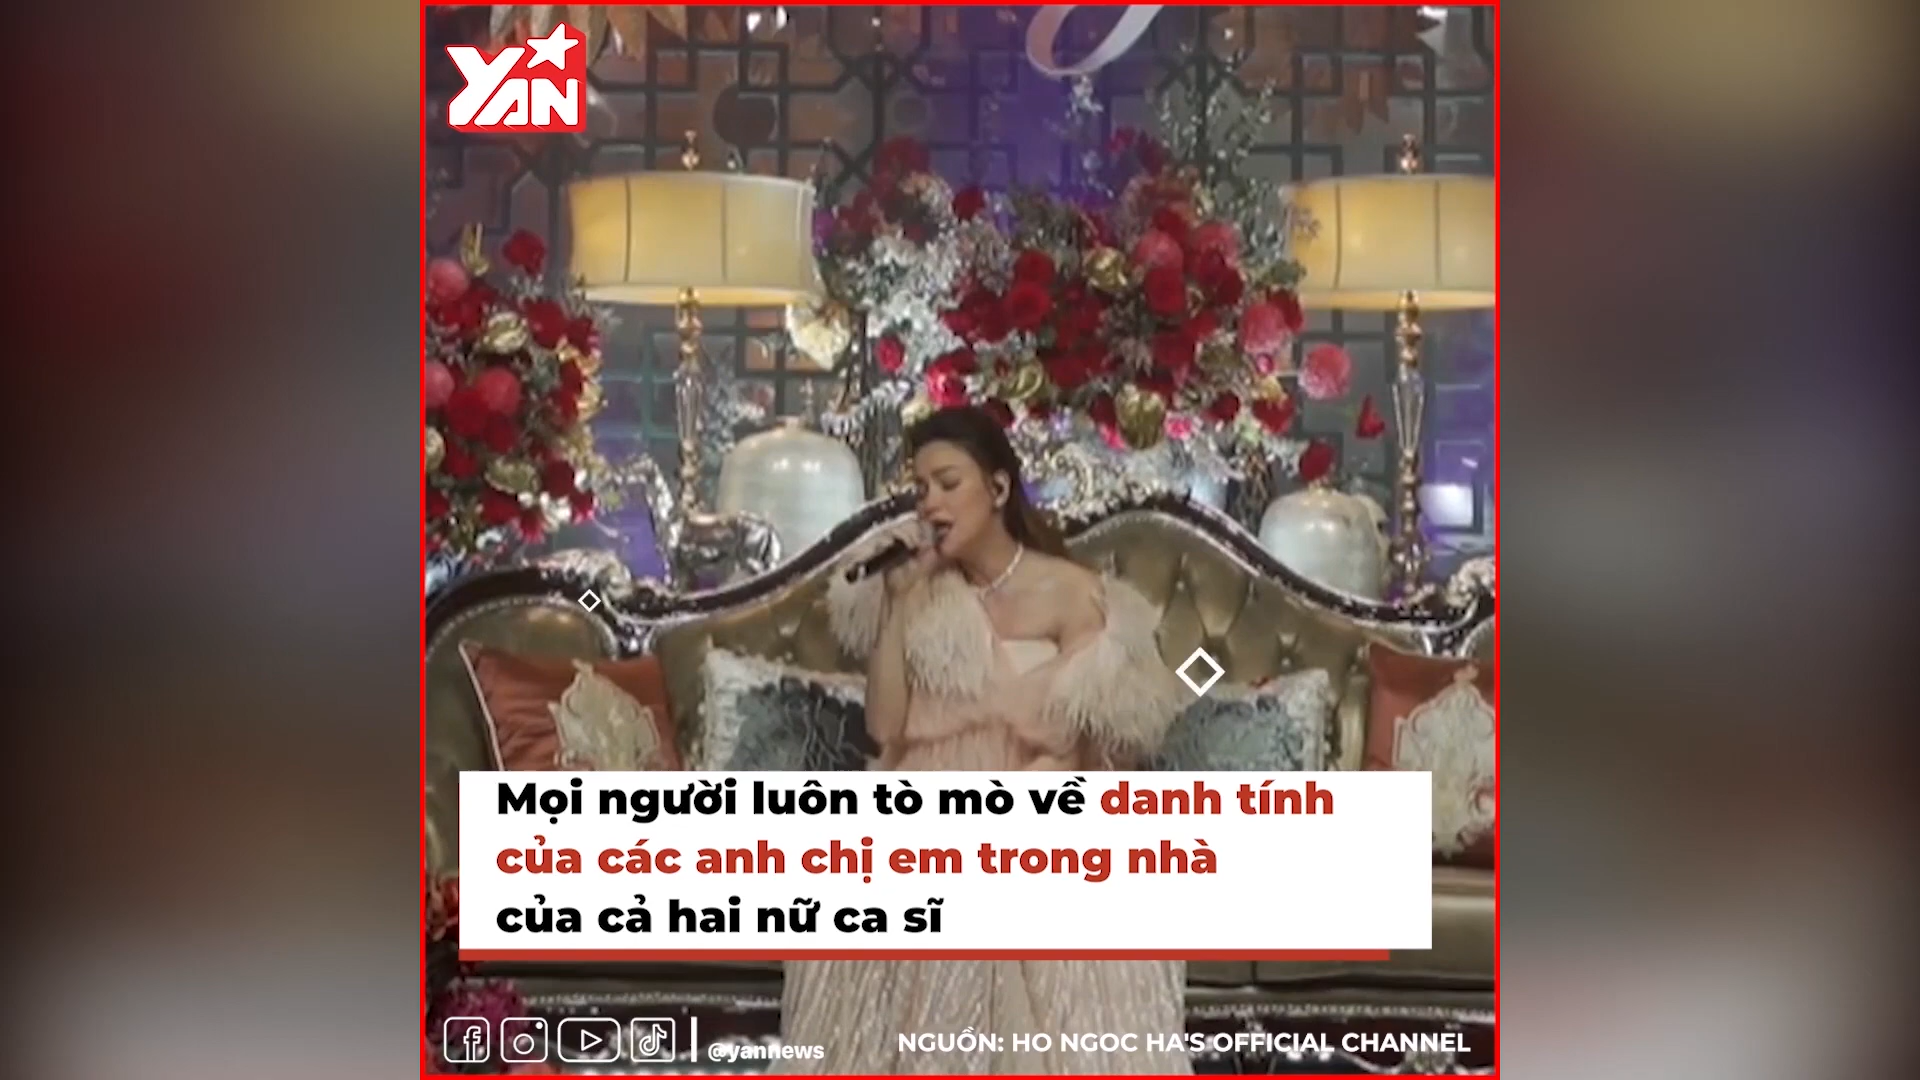 YAN
Mọi người luôn tò mò về danh tính
của các anh chị em trong nhà
của cả hai nữ ca sĩ
@yannews
NGUỒN: HO NGOC HA'S OFFICIAL CHANNEL